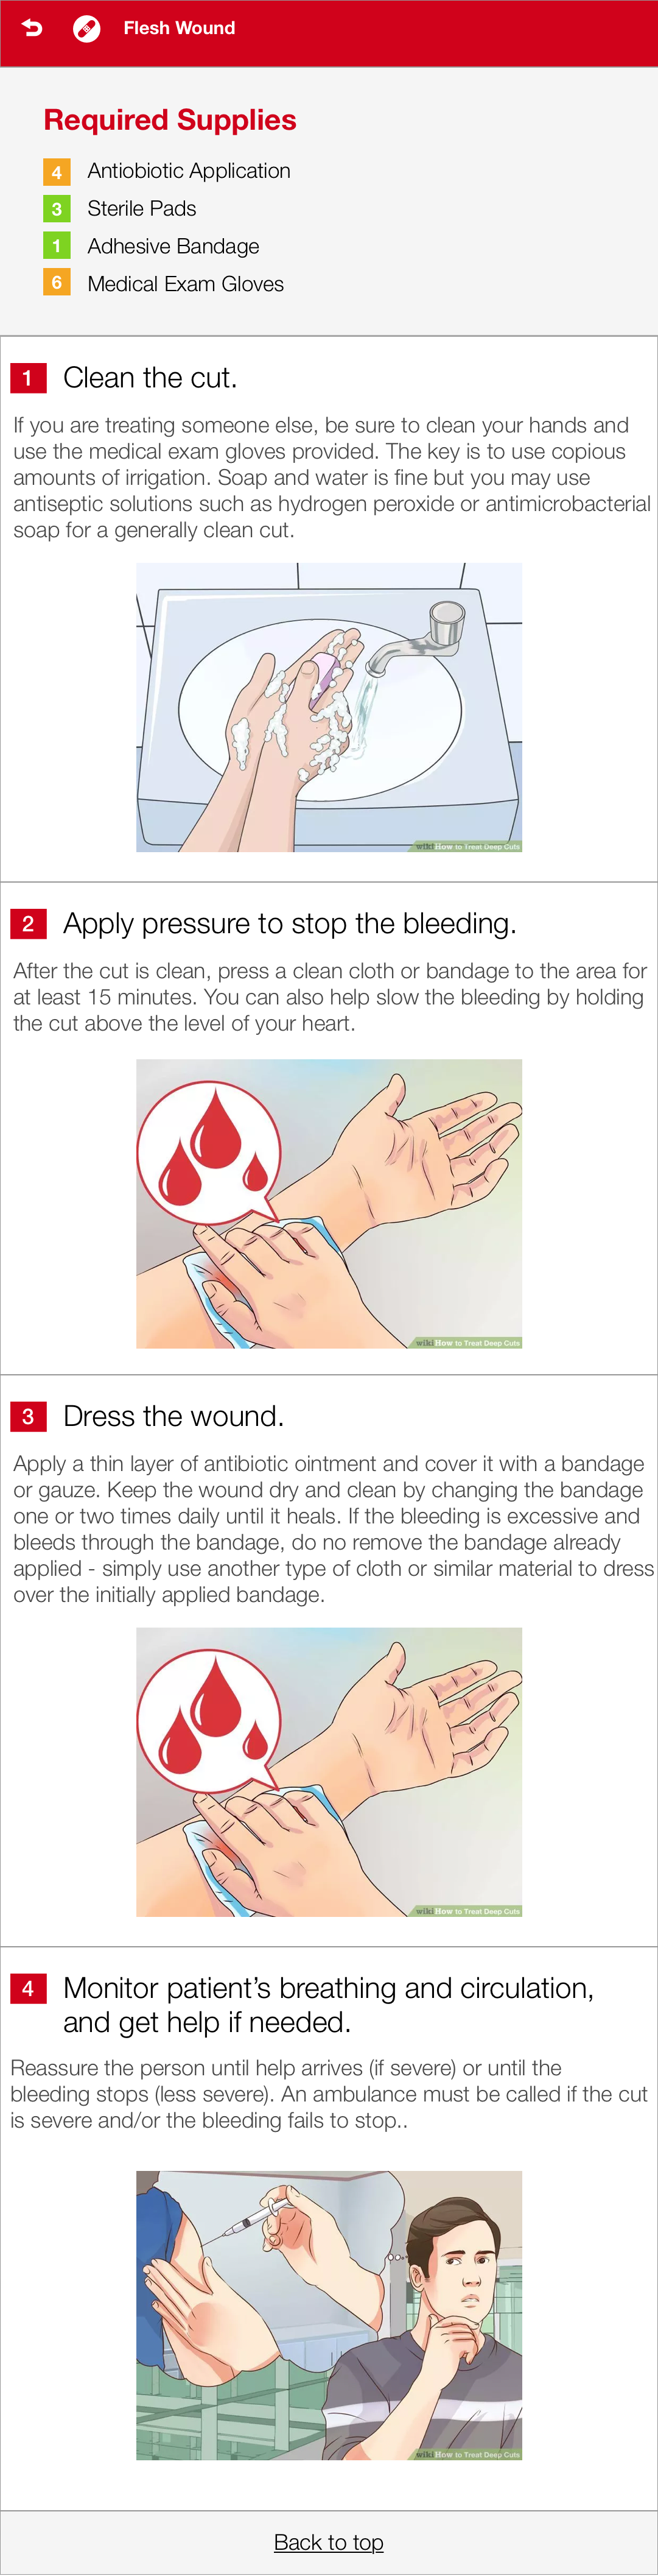 Flesh Wound
Required Supplies
4 Antiobiotic Application
3 Sterile Pads
1 Adhesive Bandage
6 Medical Exam Gloves
1 Clean the cut.
If you are treating someone else, be sure to clean your hands and
use the medical exam gloves provided. The key is to use copious
amounts of irrigation. Soap and water is fine but you may use
antiseptic solutions such as hydrogen peroxide or antimicrobacterial
soap for a generally clean cut.
wikiHow to Treat Deep Cuts
2 Apply pressure to stop the bleeding.
After the cut is clean, press a clean cloth or bandage to the area for
at least 15 minutes. You can also help slow the bleeding by holding
the cut above the level of your heart.
wikiHow to Treat Deep Cuts
3 Dress the wound.
Apply a thin layer of antibiotic ointment and cover it with a bandage
or gauze. Keep the wound dry and clean by changing the bandage
one or two times daily until it heals. If the bleeding is excessive and
bleeds through the bandage, do no remove the bandage already
applied - simply use another type of cloth or similar material to dress
over the initially applied bandage.
wikiHow to Treat Deep Cuts
4 Monitor patient's breathing and circulation,
and get help if needed.
Reassure the person until help arrives (if severe) or until the
bleeding stops (less severe). An ambulance must be called if the cut
is severe and/or the bleeding fails to stop..
wikiHow to Treat Deep Cuts
Back to top